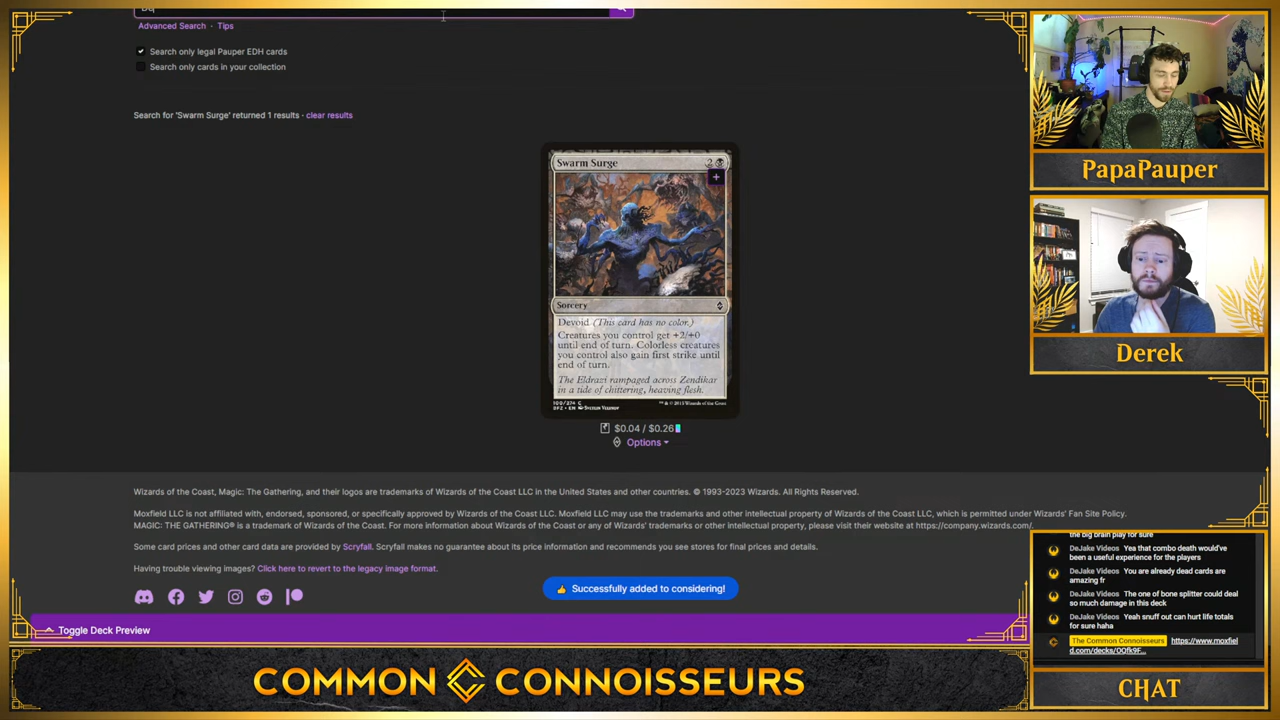 Advanced Search · Tips
Search only legal Pauper EDH cards
Search only cards in your collection
Search for 'Swarm Surge' returned 1 results · clear results
Swarm Surge 2
+
Sorcery
Devoid (This card has no color.)
Creatures you control get +2/+0
until end of turn. Colorless creatures
you control also gain first strike until
end of turn.
The Eldrazi rampaged across Zendikar
in a tide of chittering, heaving flesh.
$0.04 / $0.26
Options
Wizards of the Coast, Magic: The Gathering, and their logos are trademarks of Wizards of the Coast LLC in the United States and other countries. © 1993-2023 Wizards. All Rights Reserved.
Moxfield LLC is not affiliated with, endorsed, sponsored, or specifically approved by Wizards of the Coast LLC. Moxfield LLC may use the trademarks and other intellectual property of Wizards of the Coast LLC, which is permitted under Wizards' Fan Site Policy.
MAGIC: THE GATHERING® is a trademark of Wizards of the Coast. For more information about Wizards of the Coast or any of Wizards' trademarks or other intellectual property, please visit their website at https://company.wizards.com/.
Some card prices and other card data are provided by Scryfall. Scryfall makes no guarantee about its price information and recommends you see stores for final prices and details.
Having trouble viewing images? Click here to revert to the legacy image format.
👍 Successfully added to considering!
Toggle Deck Preview
COMMON CONNOISSEURS
PapaPauper
Derek
the big brain play for sure
DeJake Videos Yea that combo death would've
been a useful experience for the players
DeJake Videos You are already dead cards are
amazing fr
DeJake Videos The one of bone splitter could deal
so much damage in this deck
DeJake Videos Yeah snuff out can hurt life totals
for sure haha
The Common Connoisseurs https://www.moxfiel
d.com/decks/0Qfk9F...
CHAT